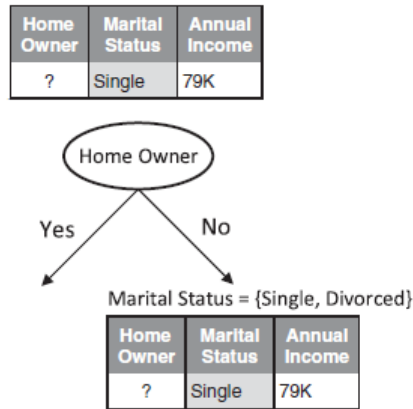 Home Marital Annual
Owner Status Income
? Single 79K
Home Owner
Yes No
Marital Status = {Single, Divorced}
Home Marital Annual
Owner Status Income
? Single 79K